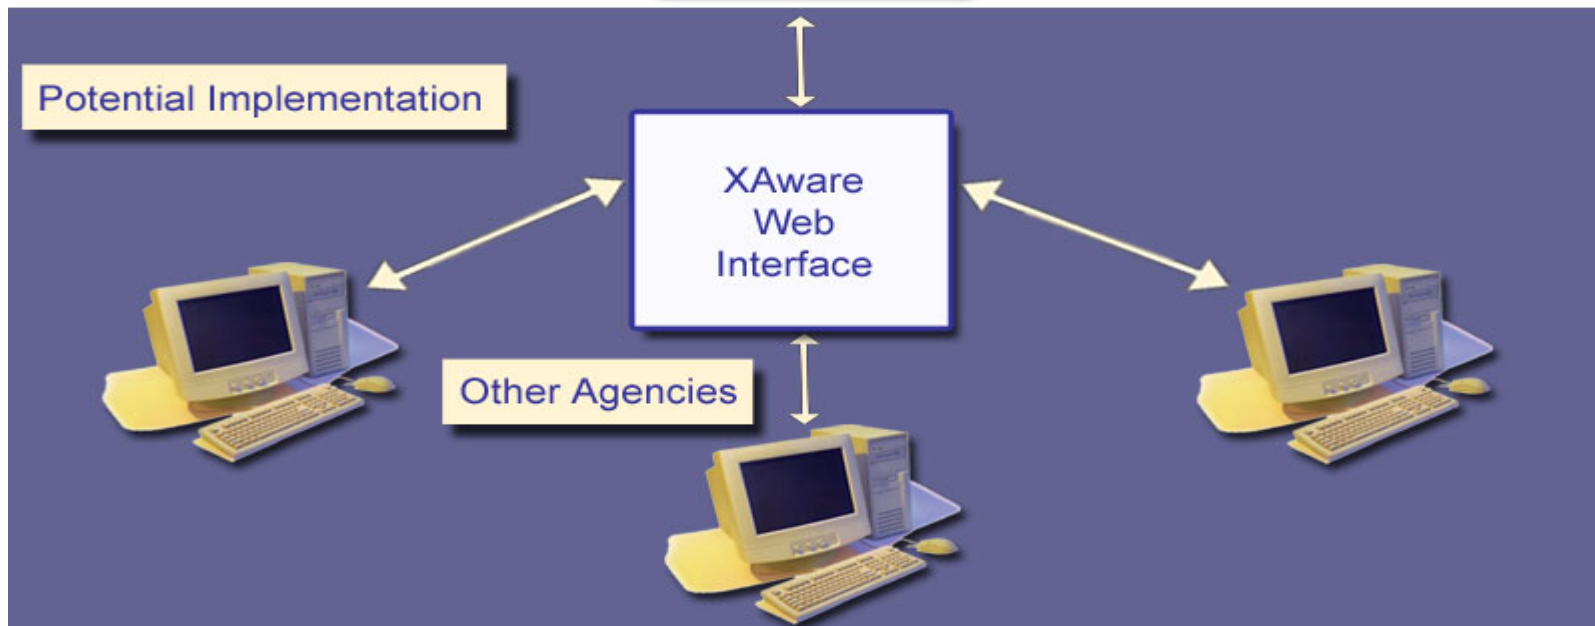 Potential Implementation
XAware
Web
Interface
Other Agencies